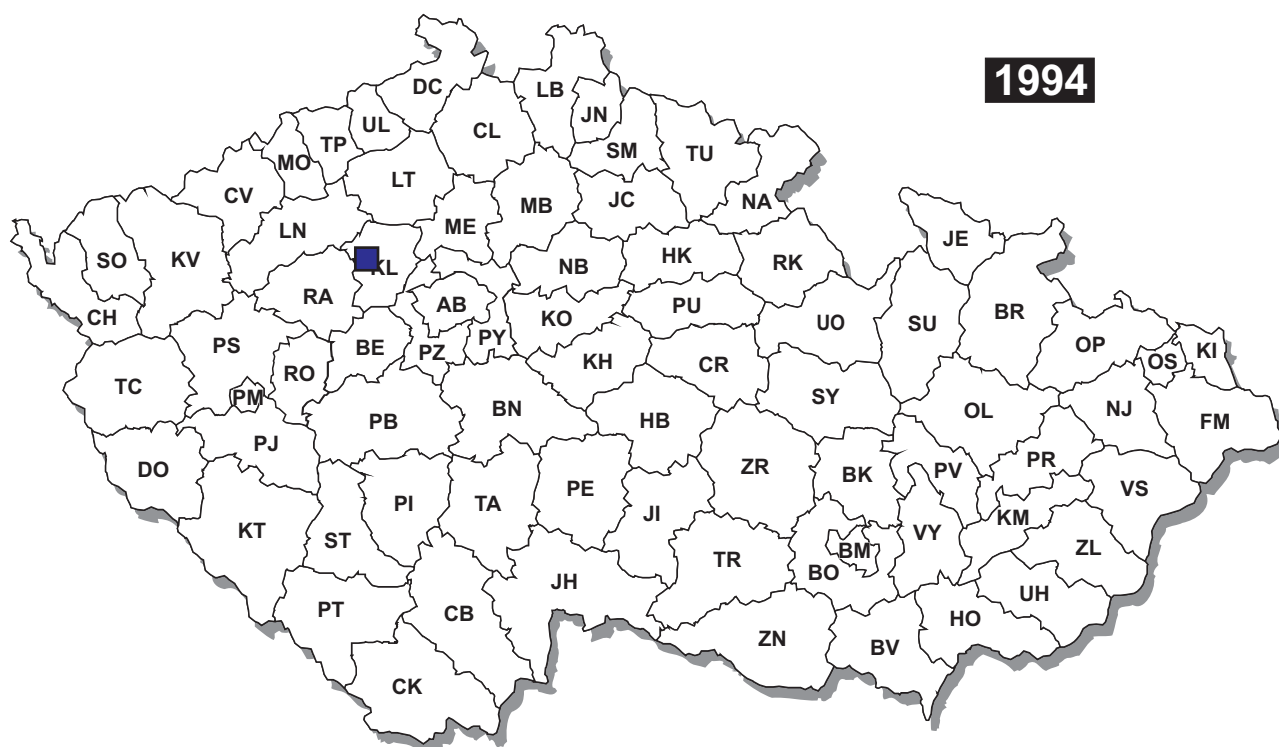 1994
DC
LB
JN
UL
CL
TP
MO
SM
TU
LT
CV
NA
MB
JC
ME
LN
JE
SO
KV
KL
NB
HK
RK
RA
AB
BR
CH
KO
PU
UO
SU
PS
BE
PZ
PY
OP
OS
KI
TC
RO
KH
CR
PM
BN
SY
OL
NJ
FM
PB
HB
PJ
DO
ZR
BK
PV
PR
VS
KT
PI
TA
PE
JI
KM
ST
VY
BM
ZL
TR
BO
JH
UH
PT
CB
HO
ZN
BV
CK